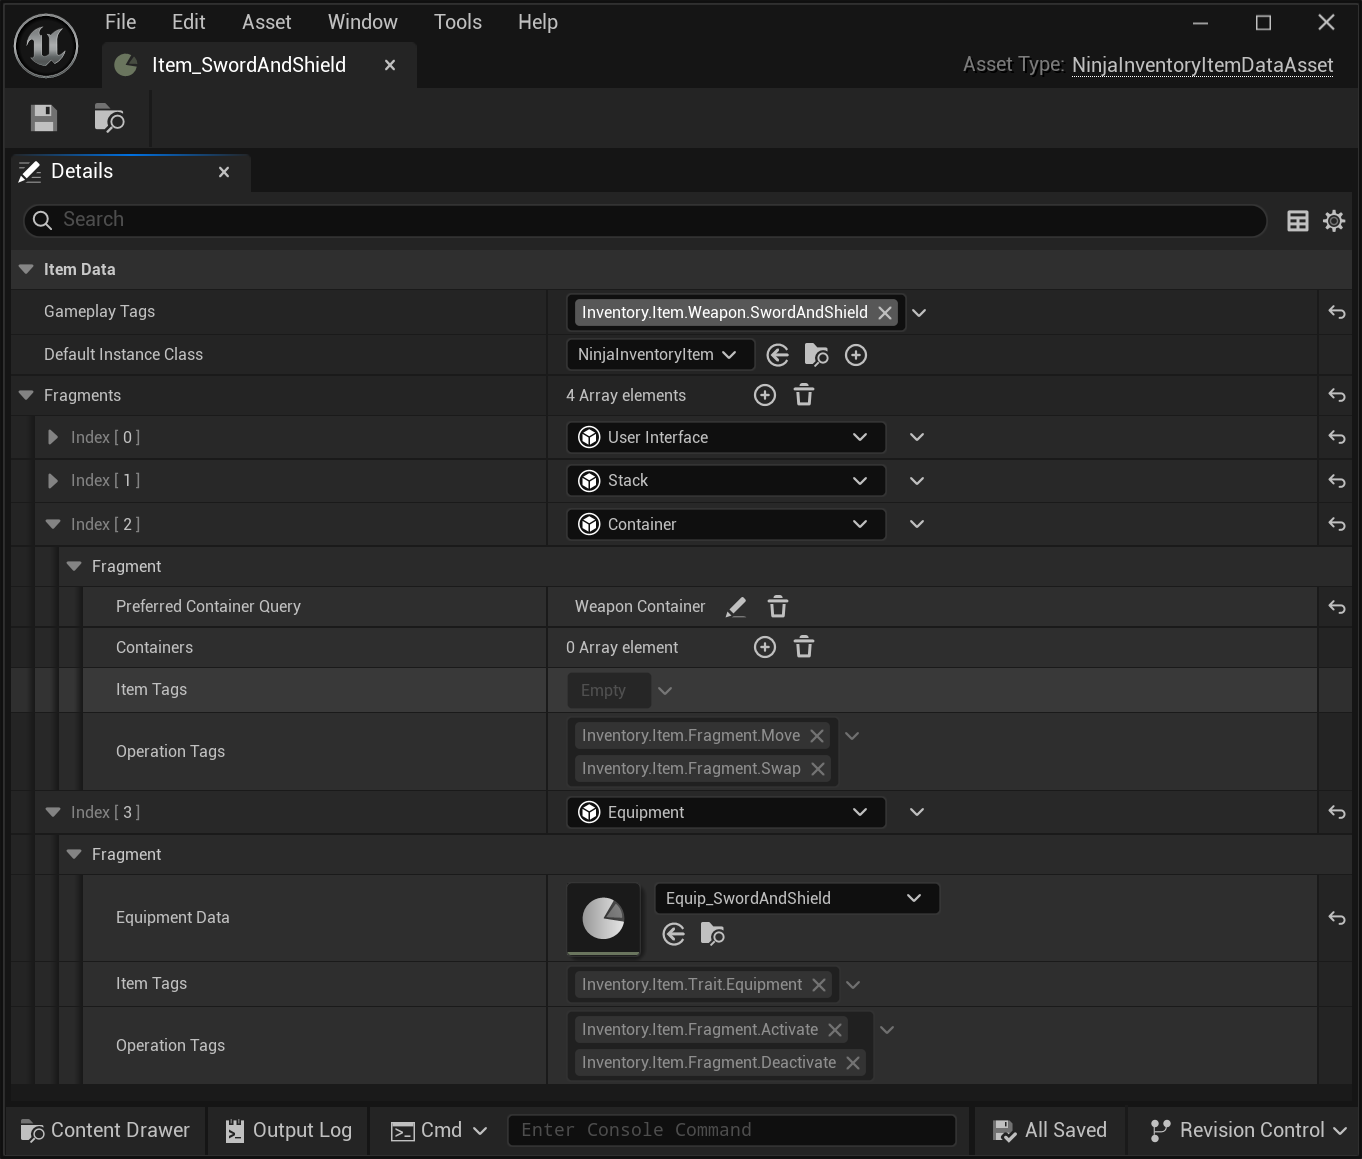 File Edit Asset Window Tools Help
Item_SwordAndShield
Asset Type: NinjaInventoryItemDataAsset
Details
Search
Item Data
Gameplay Tags Inventory.Item.Weapon.SwordAndShield
Default Instance Class NinjaInventoryItem
Fragments 4 Array elements
Index [ 0 ] User Interface
Index [ 1 ] Stack
Index [ 2 ] Container
Fragment
Preferred Container Query Weapon Container
Containers 0 Array element
Item Tags Empty
Operation Tags Inventory.Item.Fragment.Move
Inventory.Item.Fragment.Swap
Index [ 3 ] Equipment
Fragment
Equipment Data Equip_SwordAndShield
Item Tags Inventory.Item.Trait.Equipment
Operation Tags Inventory.Item.Fragment.Activate
Inventory.Item.Fragment.Deactivate
Content Drawer Output Log Cmd Enter Console Command All Saved Revision Control